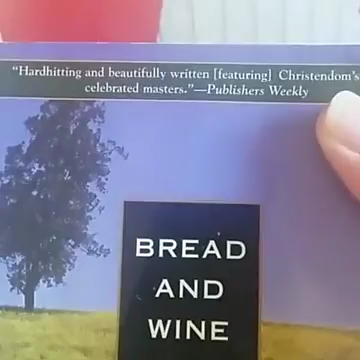 “Hardhitting and beautifully written [featuring] Christendom’s
celebrated masters.”—Publishers Weekly
BREAD
AND
WINE